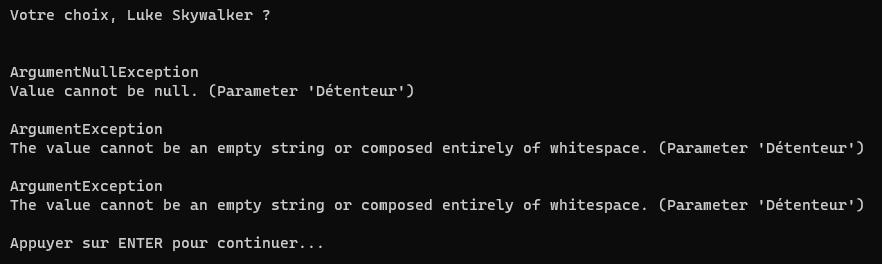 Votre choix, Luke Skywalker ?
ArgumentNullException
Value cannot be null. (Parameter 'Détenteur')
ArgumentException
The value cannot be an empty string or composed entirely of whitespace. (Parameter 'Détenteur')
ArgumentException
The value cannot be an empty string or composed entirely of whitespace. (Parameter 'Détenteur')
Appuyer sur ENTER pour continuer...